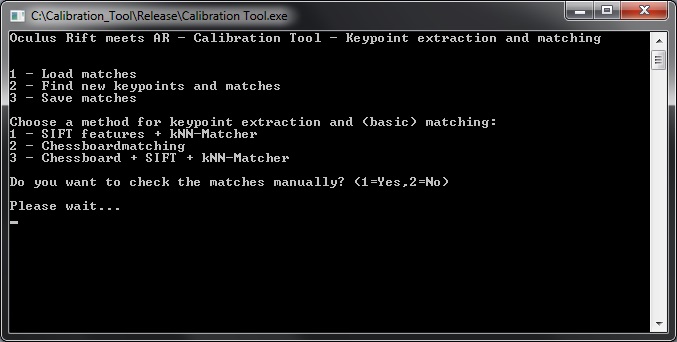 C:\Calibration_Tool\Release\Calibration Tool.exe
Oculus Rift meets AR - Calibration Tool - Keypoint extraction and matching
1 - Load matches
2 - Find new keypoints and matches
3 - Save matches
Choose a method for keypoint extraction and (basic) matching:
1 - SIFT features + kNN-Matcher
2 - Chessboardmatching
3 - Chessboard + SIFT + kNN-Matcher
Do you want to check the matches manually? (1=Yes,2=No)
Please wait...